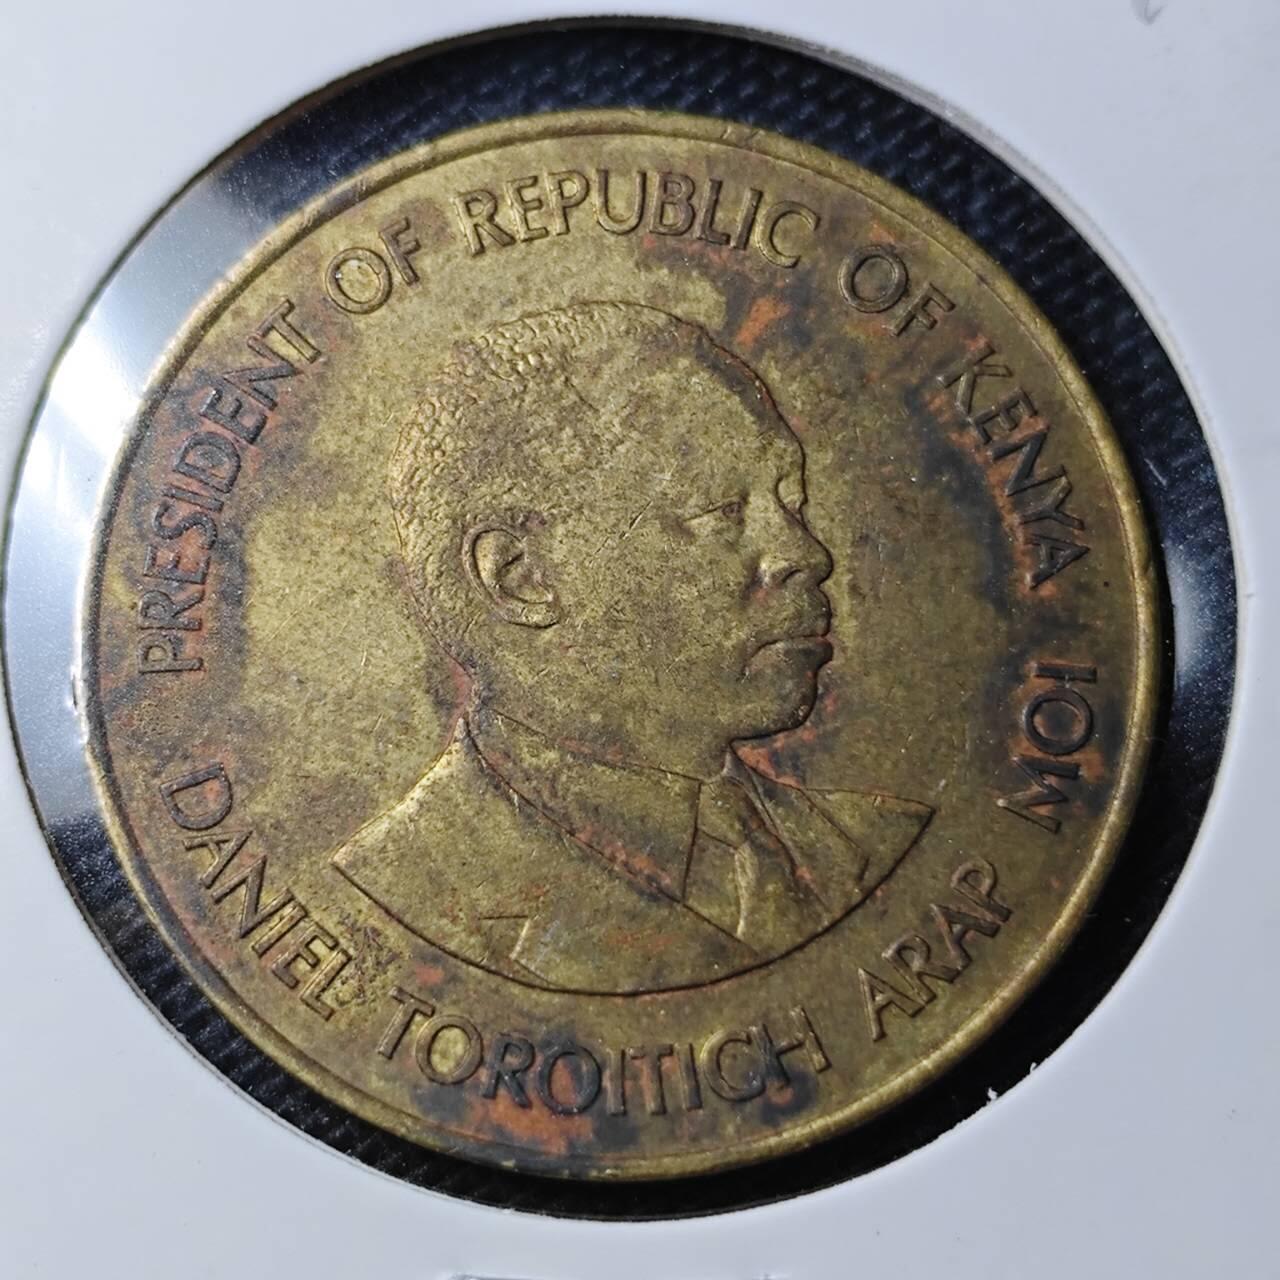 PRESIDENT OF REPUBLIC OF KENYA
DANIEL TOROITICH ARAP MOI